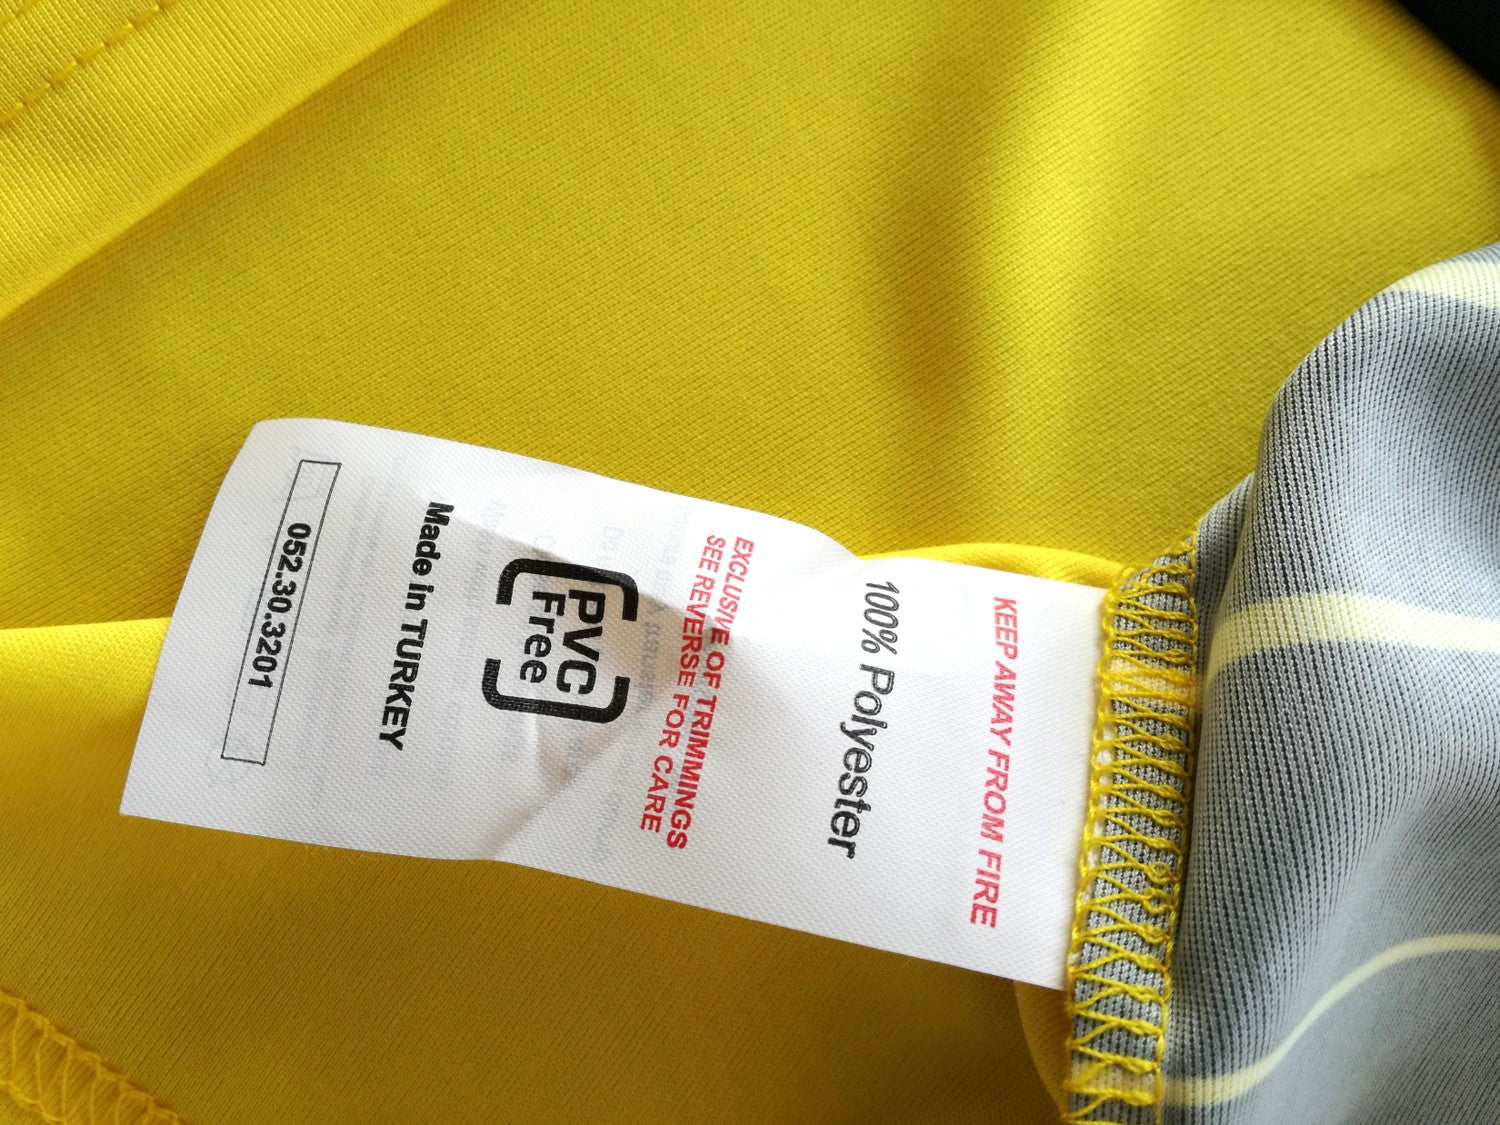 KEEP AWAY FROM FIRE
100% Polyester
EXCLUSIVE OF TRIMMINGS
SEE REVERSE FOR CARE
PVC
Free
Made in TURKEY
052.30.3201